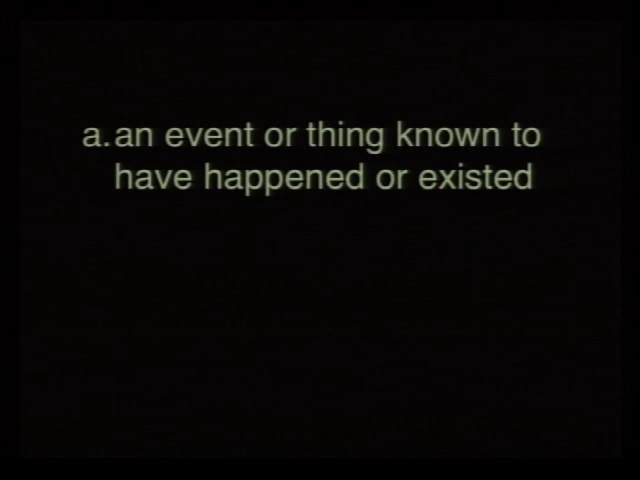 a. an event or thing known to
have happened or existed